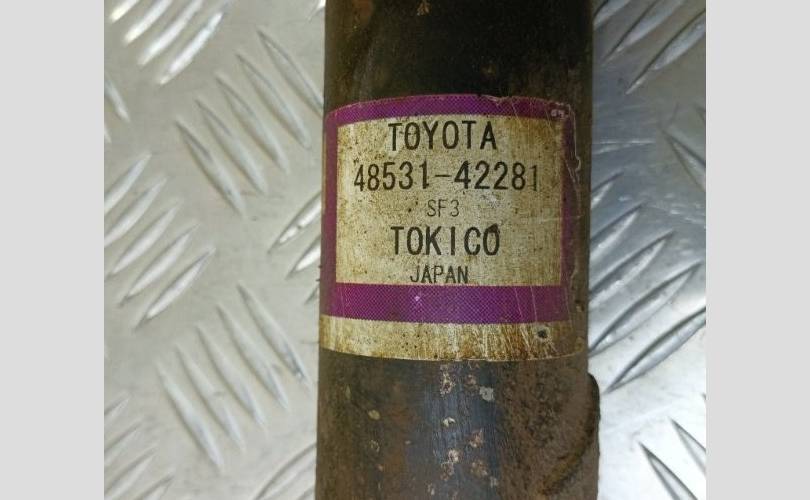 TOYOTA
48531-42281
SF3
TOKICO
JAPAN